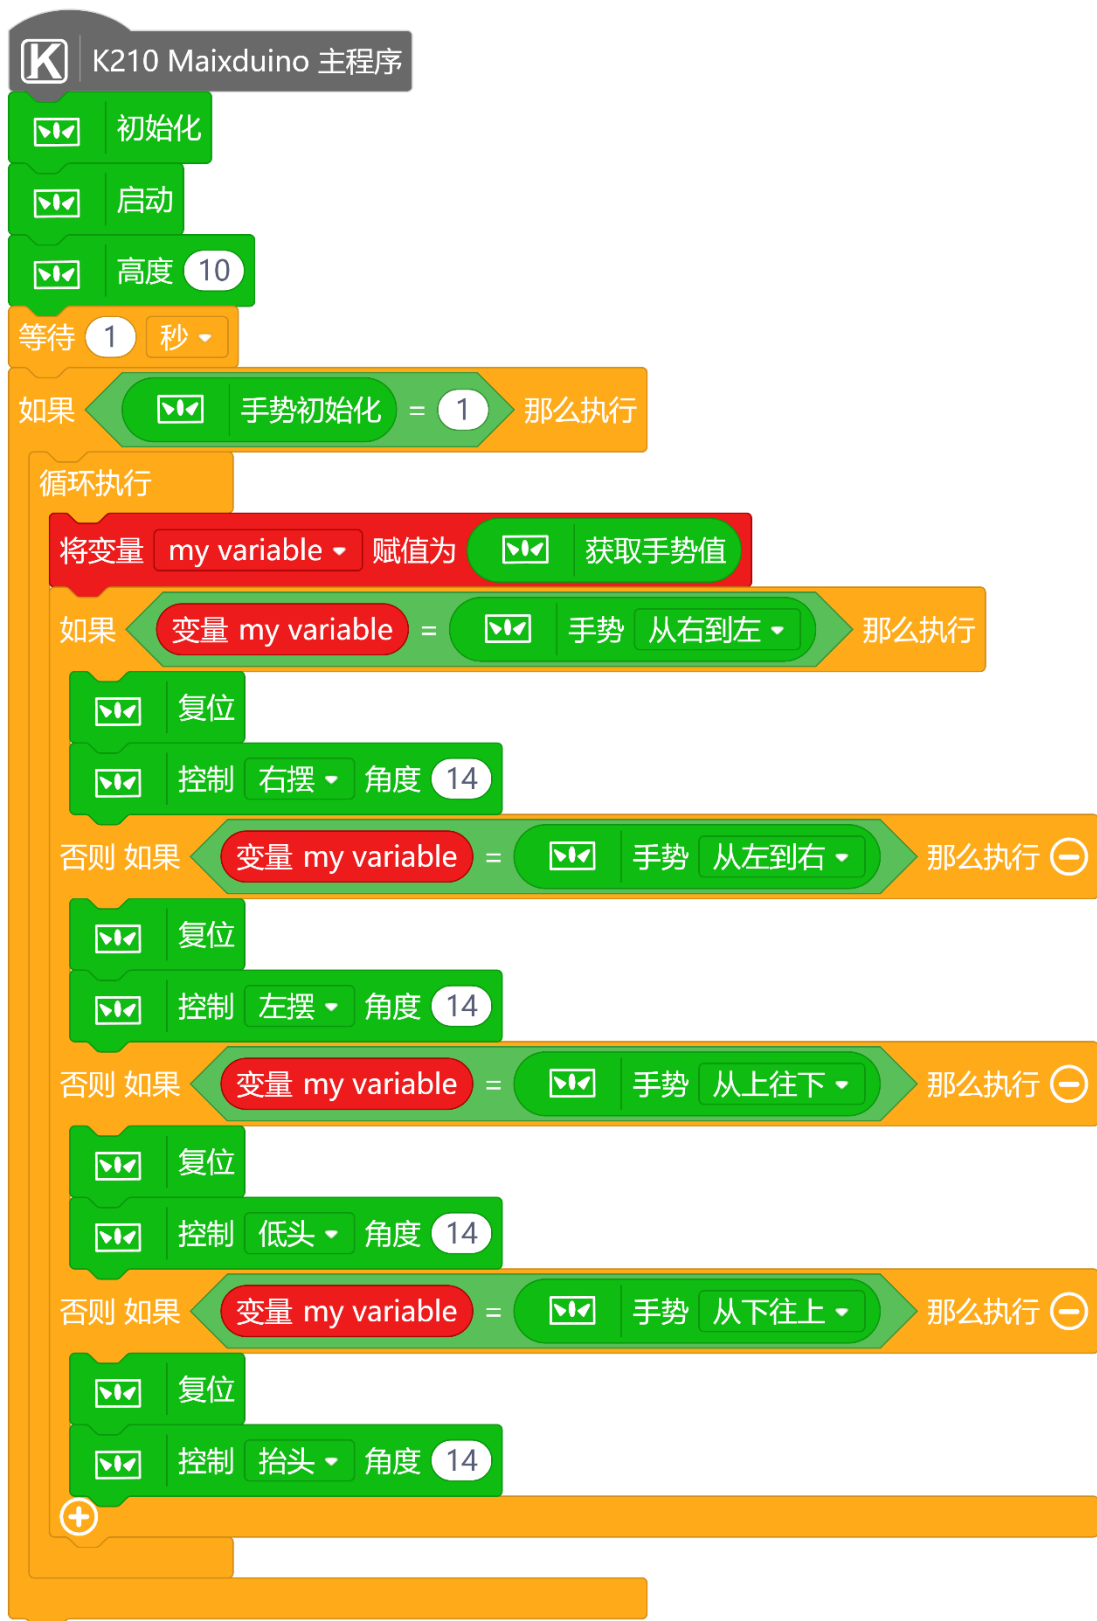 K K210 Maixduino 主程序
初始化
启动
高度 10
等待 1 秒
如果 手势初始化 = 1 那么执行
循环执行
将变量 my variable 赋值为 获取手势值
如果 变量 my variable = 手势 从右到左 那么执行
复位
控制 右摆 角度 14
否则 如果 变量 my variable = 手势 从左到右 那么执行
复位
控制 左摆 角度 14
否则 如果 变量 my variable = 手势 从上往下 那么执行
复位
控制 低头 角度 14
否则 如果 变量 my variable = 手势 从下往上 那么执行
复位
控制 抬头 角度 14